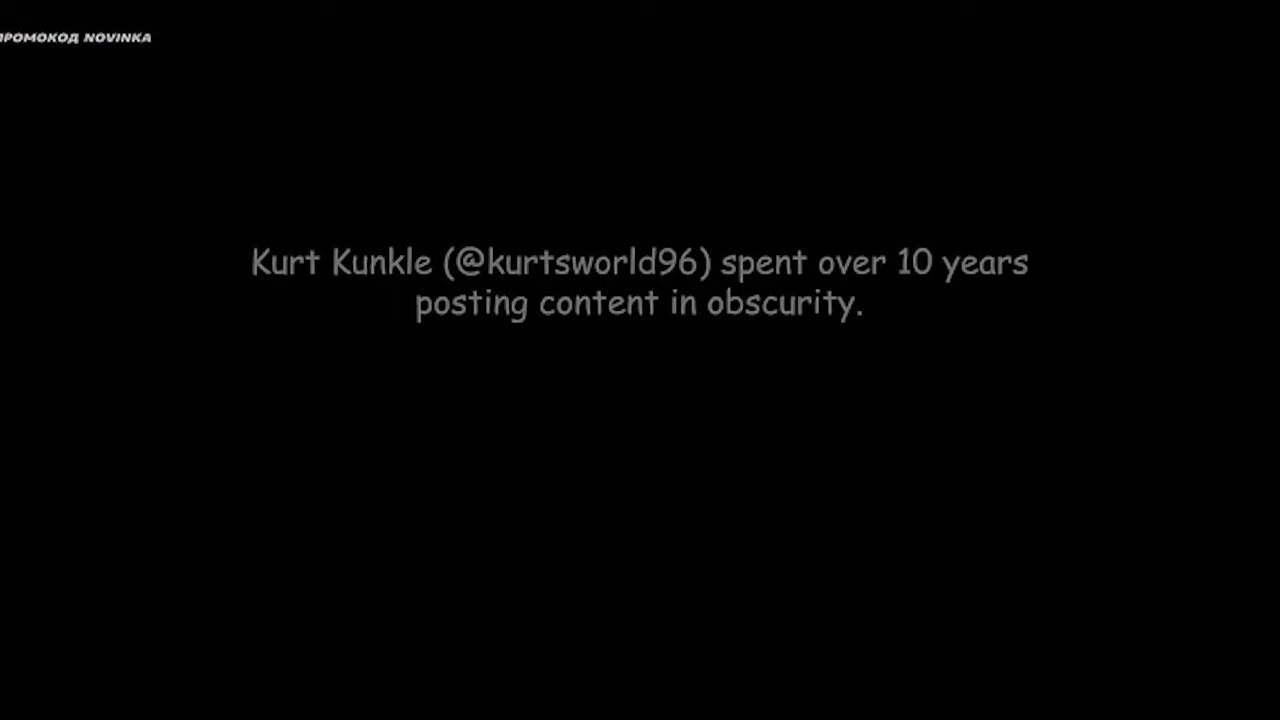 ПРОМОКОД NOVINKA
Kurt Kunkle (@kurtsworld96) spent over 10 years
posting content in obscurity.